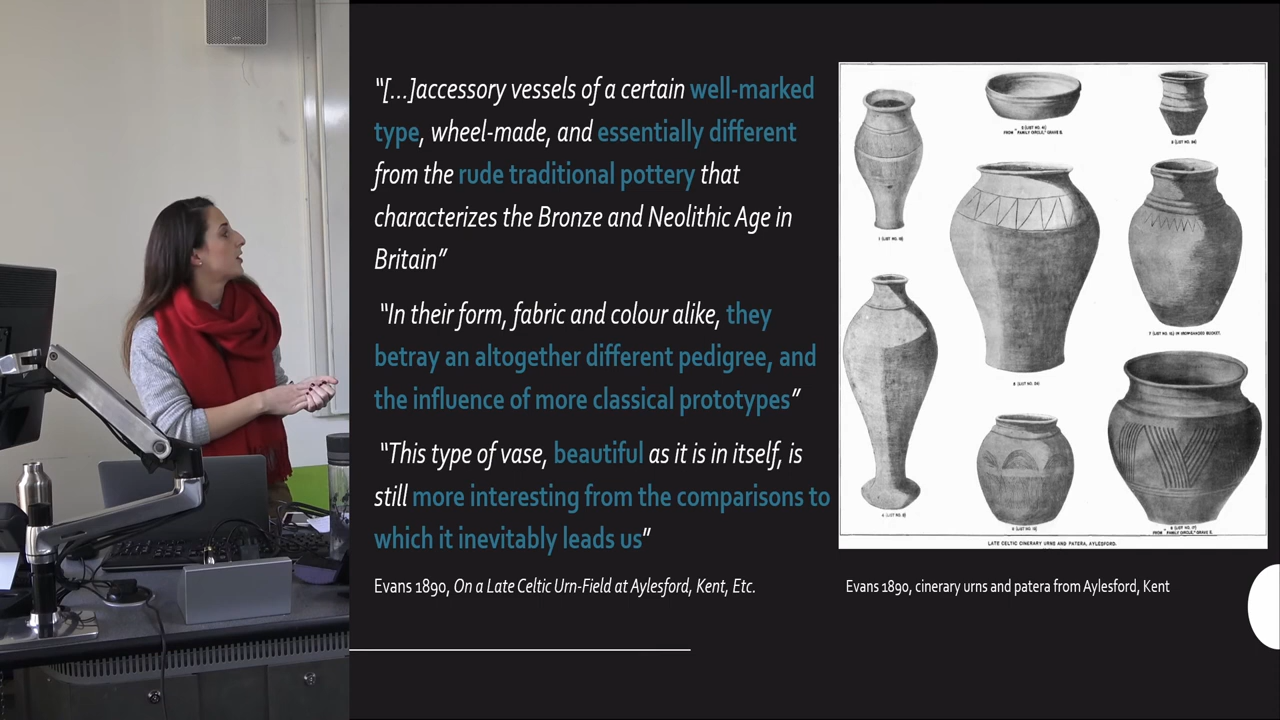 “[...]accessory vessels of a certain well-marked
type, wheel-made, and essentially different
from the rude traditional pottery that
characterizes the Bronze and Neolithic Age in
Britain”
“In their form, fabric and colour alike, they
betray an altogether different pedigree, and
the influence of more classical prototypes”
“This type of vase, beautiful as it is in itself, is
still more interesting from the comparisons to
which it inevitably leads us”
Evans 1890, On a Late Celtic Urn-Field at Aylesford, Kent, Etc.
FROM "FAMILY CIRCLE," GRAVE
LATE CELTIC CINERARY URNS AND PATERA, AYLESFORD.
Evans 1890, cinerary urns and patera from Aylesford, Kent